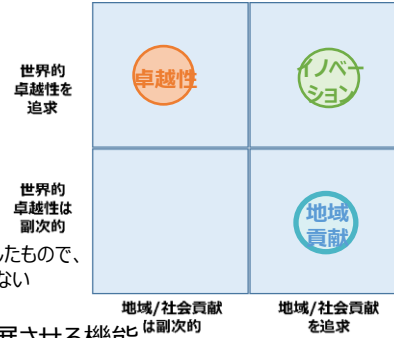 世界的
卓越性を
追求
卓越性
イノベー
ション
世界的
卓越性は
副次的
地域
貢献
したもので、
ない
地域/社会貢献
は副次的
地域/社会貢献
を追求
展させる機能